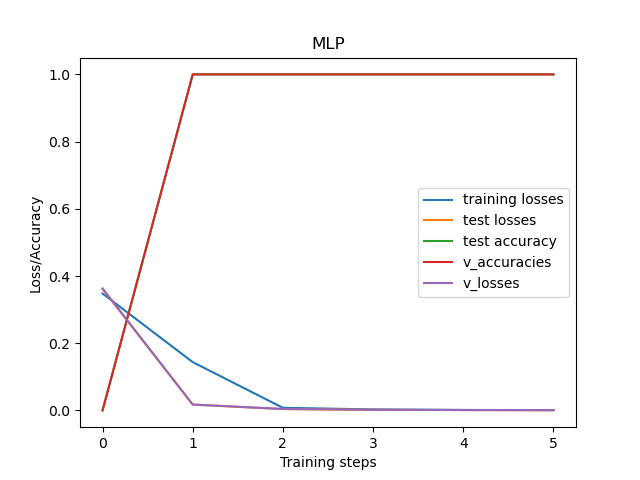 MLP
Loss/Accuracy
1.0
0.8
0.6
0.4
0.2
0.0
training losses
test losses
test accuracy
v_accuracies
v_losses
0 1 2 3 4 5
Training steps